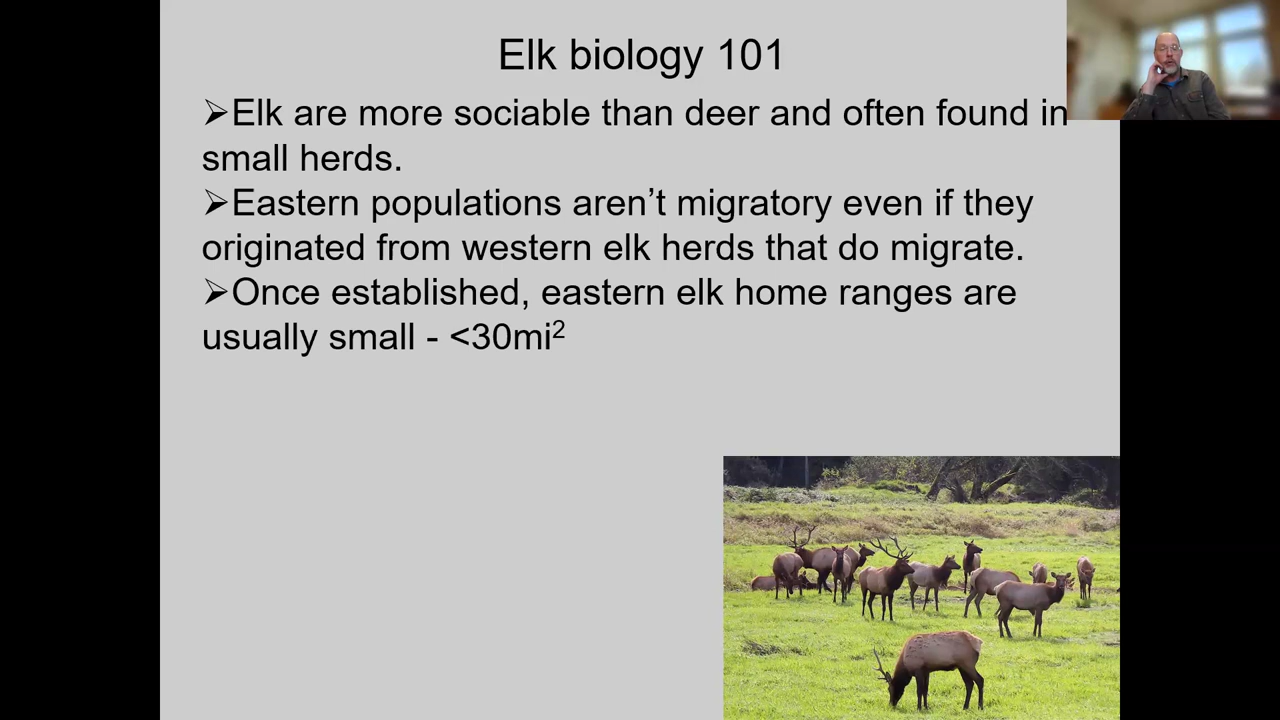 Elk biology 101
➢Elk are more sociable than deer and often found in
small herds.
➢Eastern populations aren’t migratory even if they
originated from western elk herds that do migrate.
➢Once established, eastern elk home ranges are
usually small - <30mi²